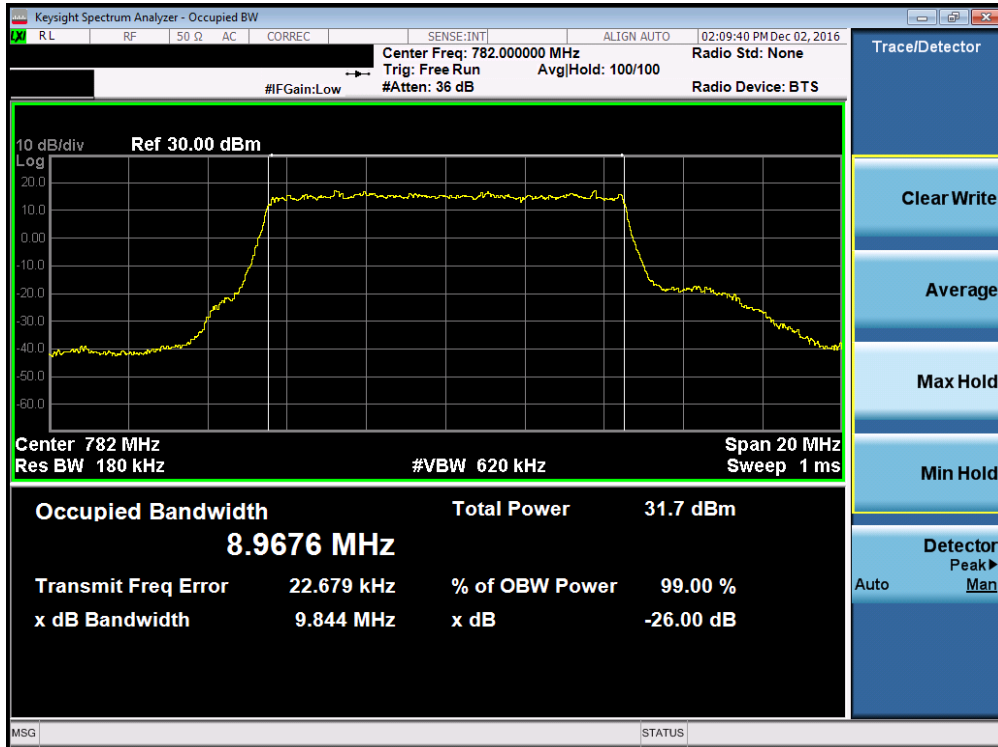 Keysight Spectrum Analyzer - Occupied BW
LXI RL RF 50 Ω AC CORREC SENSE:INT ALIGN AUTO 02:09:40 PM Dec 02, 2016
Center Freq: 782.000000 MHz Radio Std: None
Trig: Free Run Avg|Hold: 100/100
#IFGain:Low #Atten: 36 dB Radio Device: BTS
Trace/Detector
10 dB/div Ref 30.00 dBm
Log
20.0
10.0
0.00
-10.0
-20.0
-30.0
-40.0
-50.0
-60.0
Center 782 MHz Span 20 MHz
Res BW 180 kHz #VBW 620 kHz Sweep 1 ms
Occupied Bandwidth Total Power 31.7 dBm
8.9676 MHz
Transmit Freq Error 22.679 kHz % of OBW Power 99.00 %
x dB Bandwidth 9.844 MHz x dB -26.00 dB
Clear Write
Average
Max Hold
Min Hold
Detector
Peak▶
Auto Man
MSG STATUS